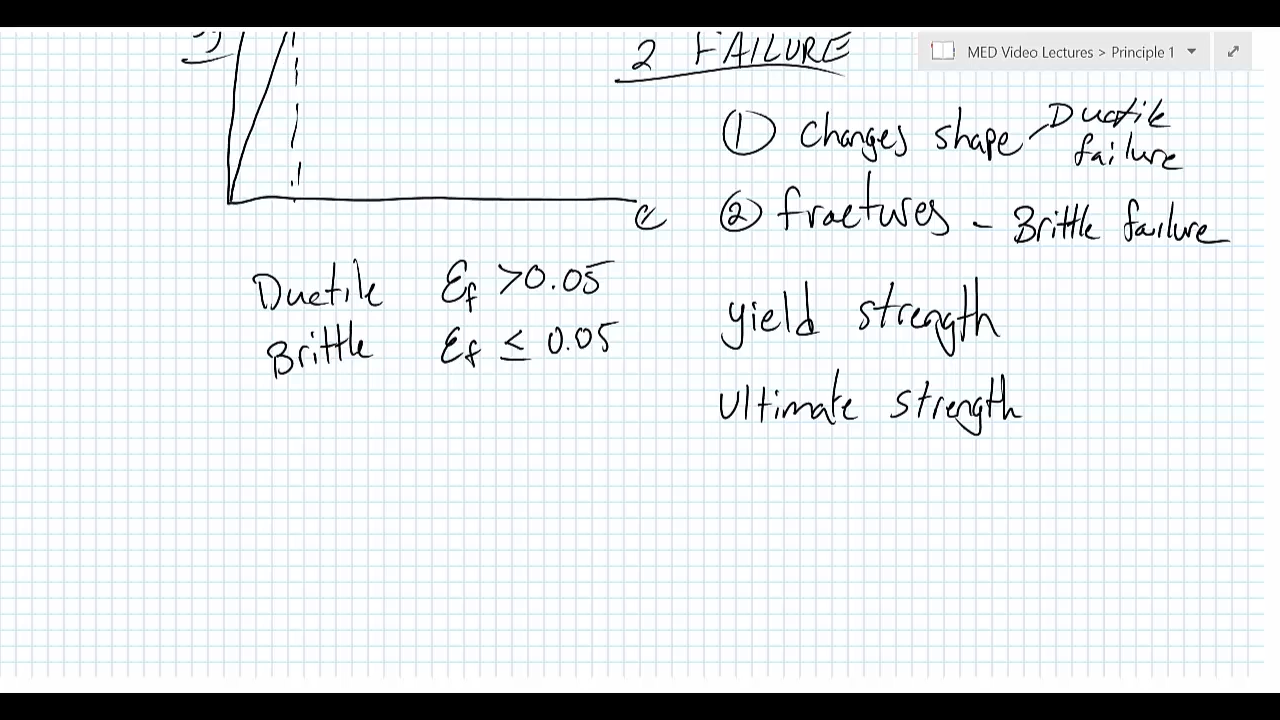 MED Video Lectures > Principle 1
2 FAILURE
① changes shape - Ductile
failure
② fractures - Brittle failure
ε
Ductile εf >0.05
Brittle εf ≤ 0.05
yield strength
Ultimate strength